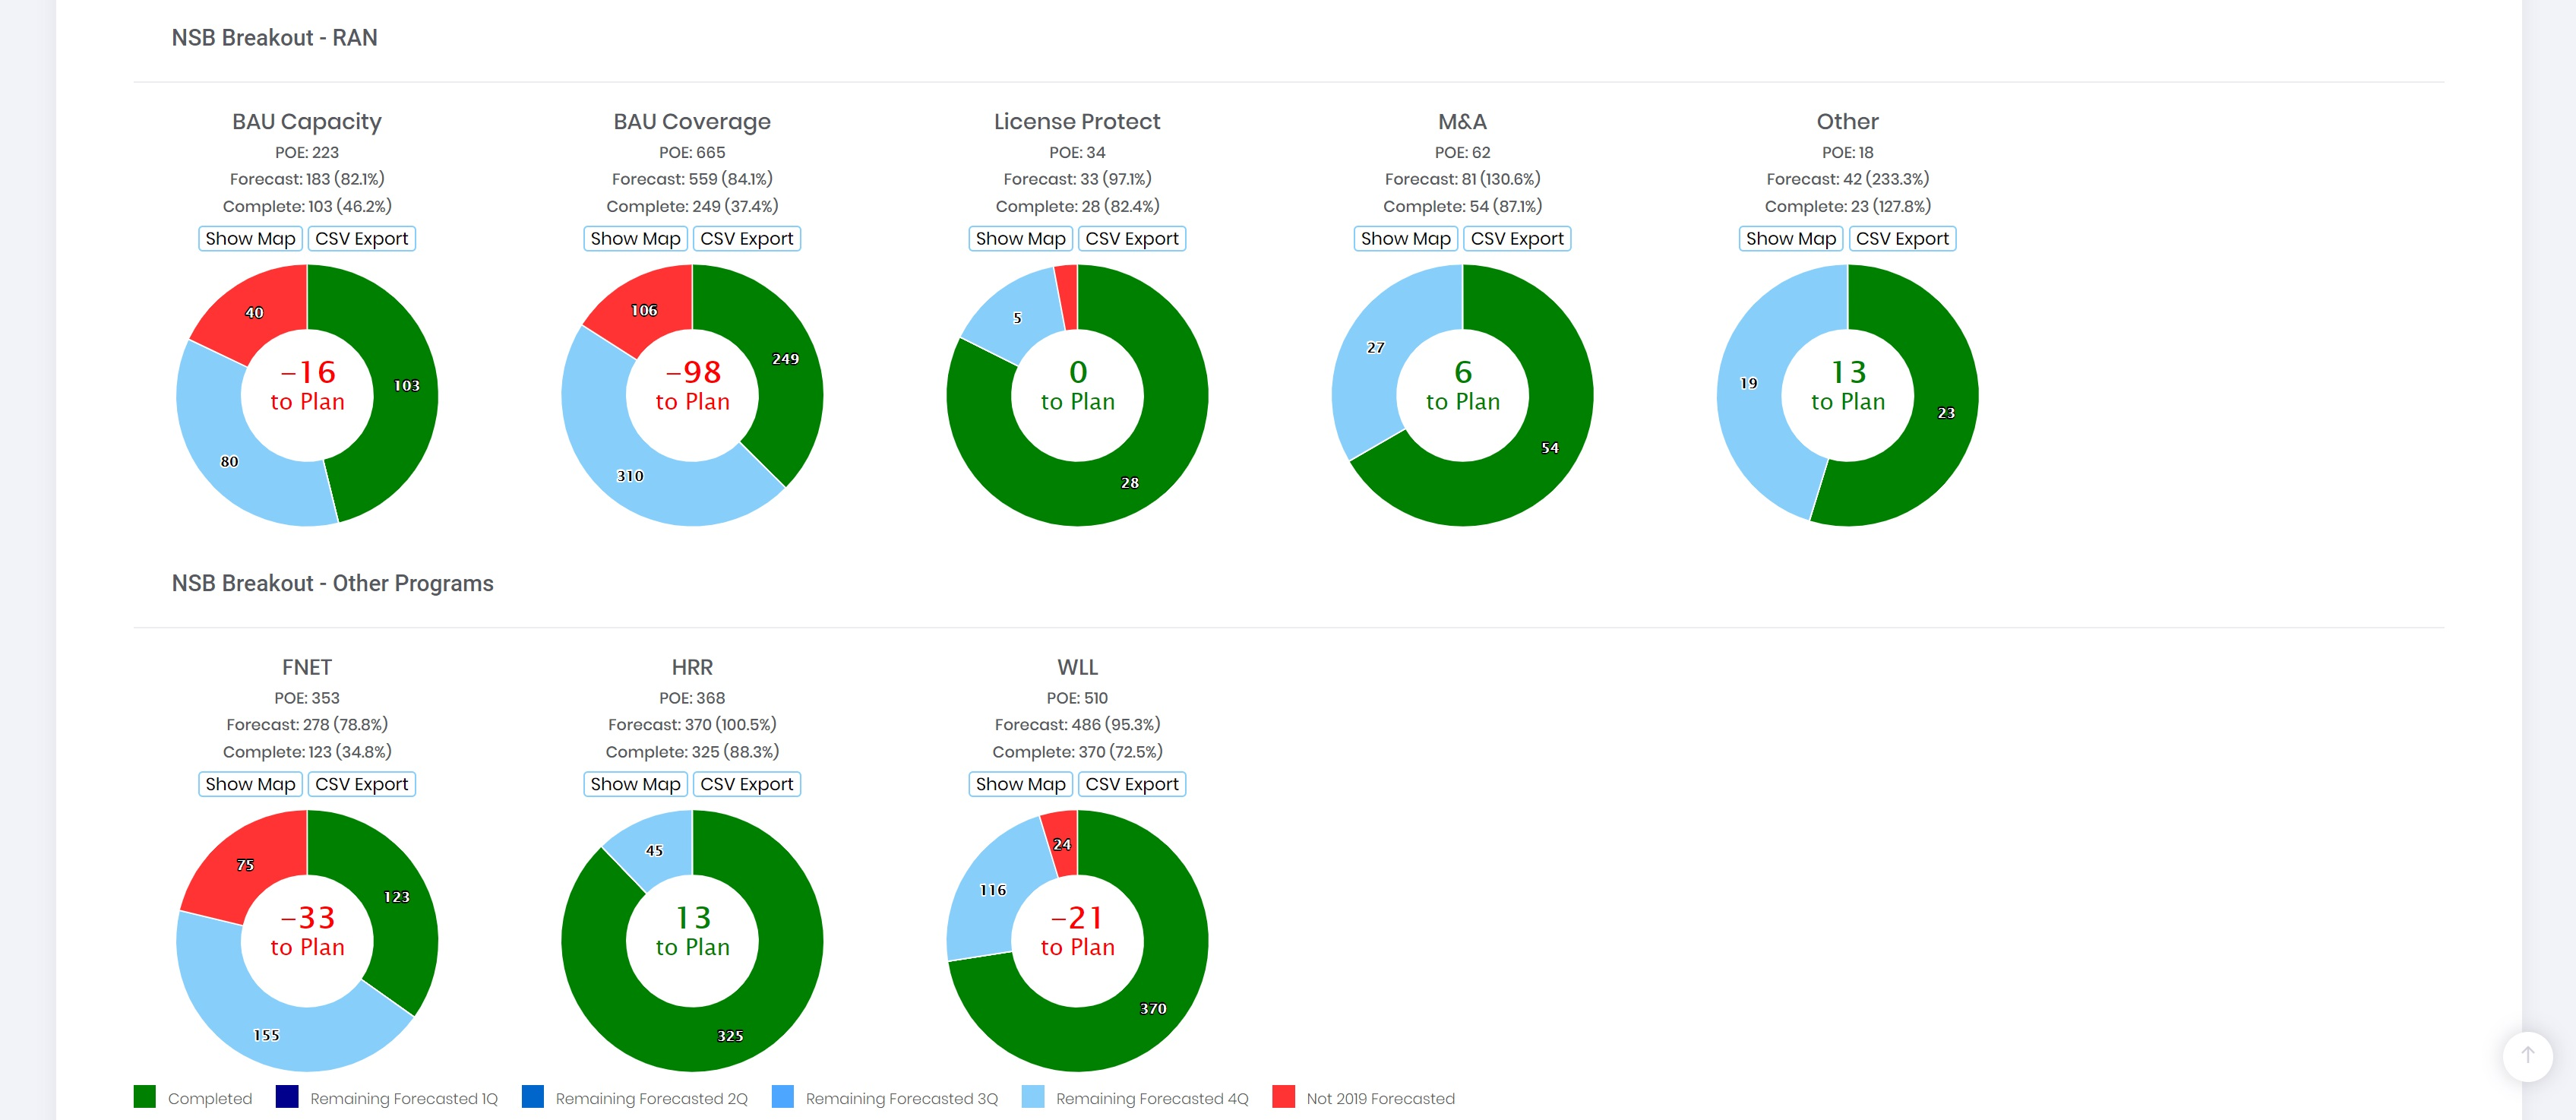 NSB Breakout - RAN
BAU Capacity
POE: 223
Forecast: 183 (82.1%)
Complete: 103 (46.2%)
Show Map CSV Export
40
103
80
-16
to Plan
BAU Coverage
POE: 665
Forecast: 559 (84.1%)
Complete: 249 (37.4%)
Show Map CSV Export
106
249
310
-98
to Plan
License Protect
POE: 34
Forecast: 33 (97.1%)
Complete: 28 (82.4%)
Show Map CSV Export
5
28
0
to Plan
M&A
POE: 62
Forecast: 81 (130.6%)
Complete: 54 (87.1%)
Show Map CSV Export
27
54
6
to Plan
Other
POE: 18
Forecast: 42 (233.3%)
Complete: 23 (127.8%)
Show Map CSV Export
19
23
13
to Plan
NSB Breakout - Other Programs
FNET
POE: 353
Forecast: 278 (78.8%)
Complete: 123 (34.8%)
Show Map CSV Export
75
123
155
-33
to Plan
HRR
POE: 368
Forecast: 370 (100.5%)
Complete: 325 (88.3%)
Show Map CSV Export
45
325
13
to Plan
WLL
POE: 510
Forecast: 486 (95.3%)
Complete: 370 (72.5%)
Show Map CSV Export
24
116
370
-21
to Plan
Completed Remaining Forecasted 1Q Remaining Forecasted 2Q Remaining Forecasted 3Q Remaining Forecasted 4Q Not 2019 Forecasted